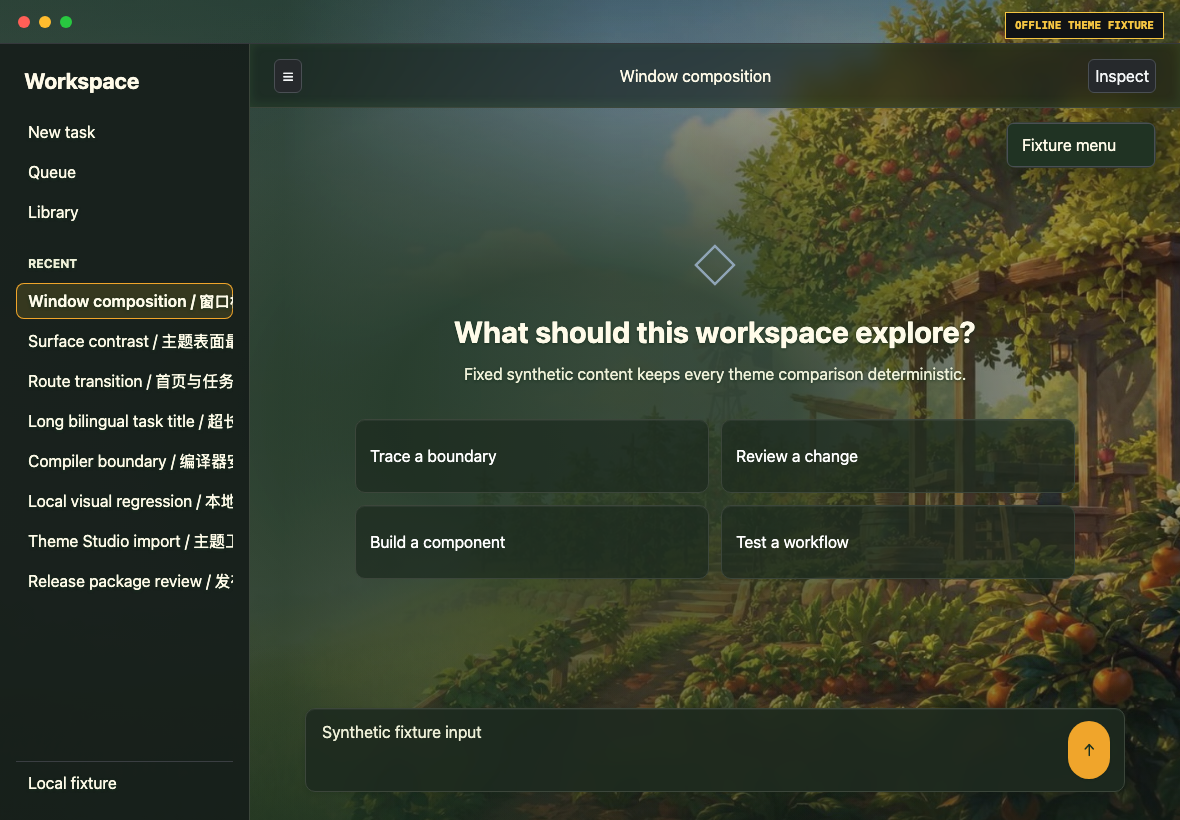 OFFLINE THEME FIXTURE
Workspace
Window composition
Inspect
New task
Queue
Library
Fixture menu
RECENT
Window composition / 窗口
Surface contrast / 主题表面
Route transition / 首页与任务
Long bilingual task title / 超长
Compiler boundary / 编译器
Local visual regression / 本地
Theme Studio import / 主题
Release package review / 发
What should this workspace explore?
Fixed synthetic content keeps every theme comparison deterministic.
Trace a boundary
Review a change
Build a component
Test a workflow
Synthetic fixture input
Local fixture